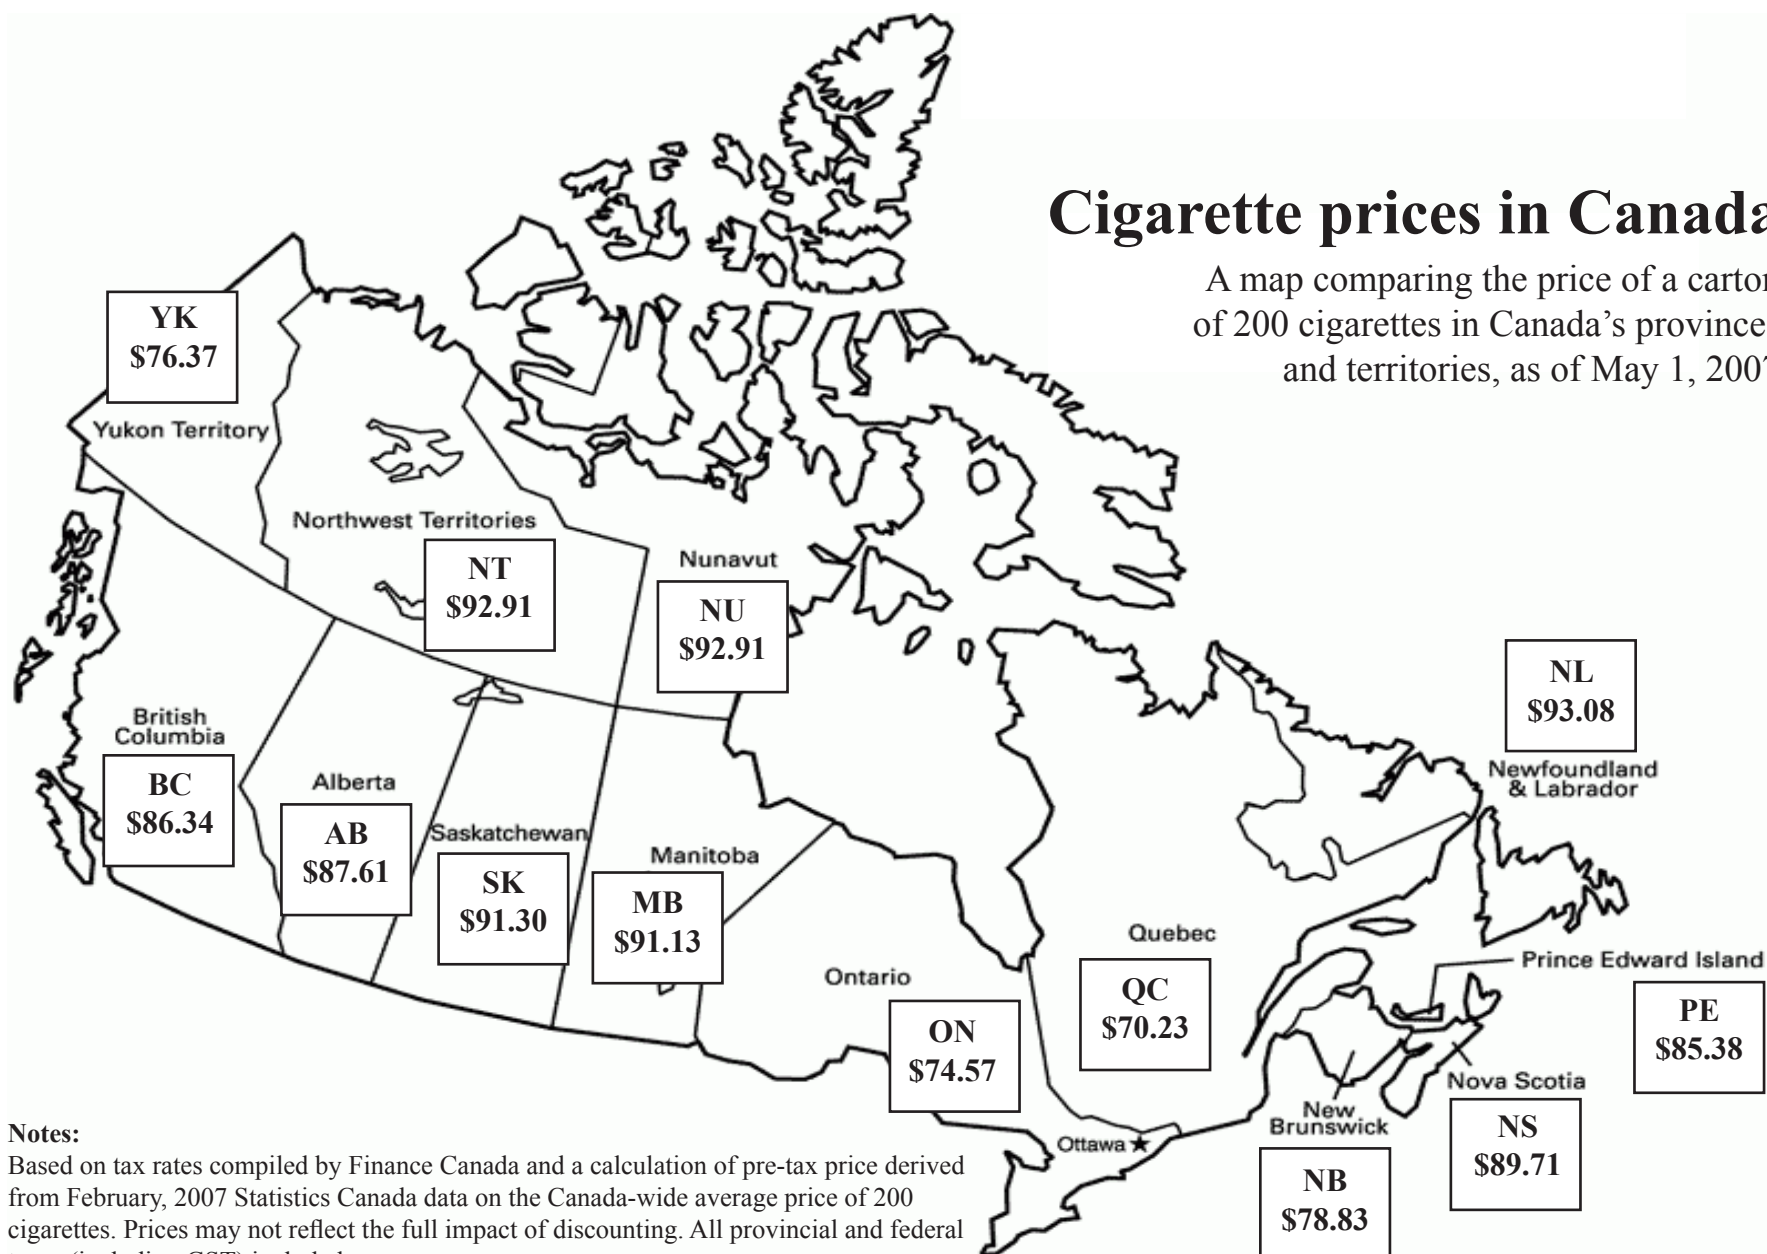 Cigarette prices in Canada
A map comparing the price of a carton
of 200 cigarettes in Canada’s province
and territories, as of May 1, 2007
YK
$76.37
Yukon Territory
Northwest Territories
NT
$92.91
Nunavut
NU
$92.91
NL
$93.08
Newfoundland
& Labrador
British
Columbia
BC
$86.34
Alberta
AB
$87.61
Saskatchewan
SK
$91.30
Manitoba
MB
$91.13
Ontario
ON
$74.57
Quebec
QC
$70.23
Prince Edward Island
PE
$85.38
Nova Scotia
NS
$89.71
New
Brunswick
NB
$78.83
Ottawa
Notes:
Based on tax rates compiled by Finance Canada and a calculation of pre-tax price derived
from February, 2007 Statistics Canada data on the Canada-wide average price of 200
cigarettes. Prices may not reflect the full impact of discounting. All provincial and federal
(including GST) included